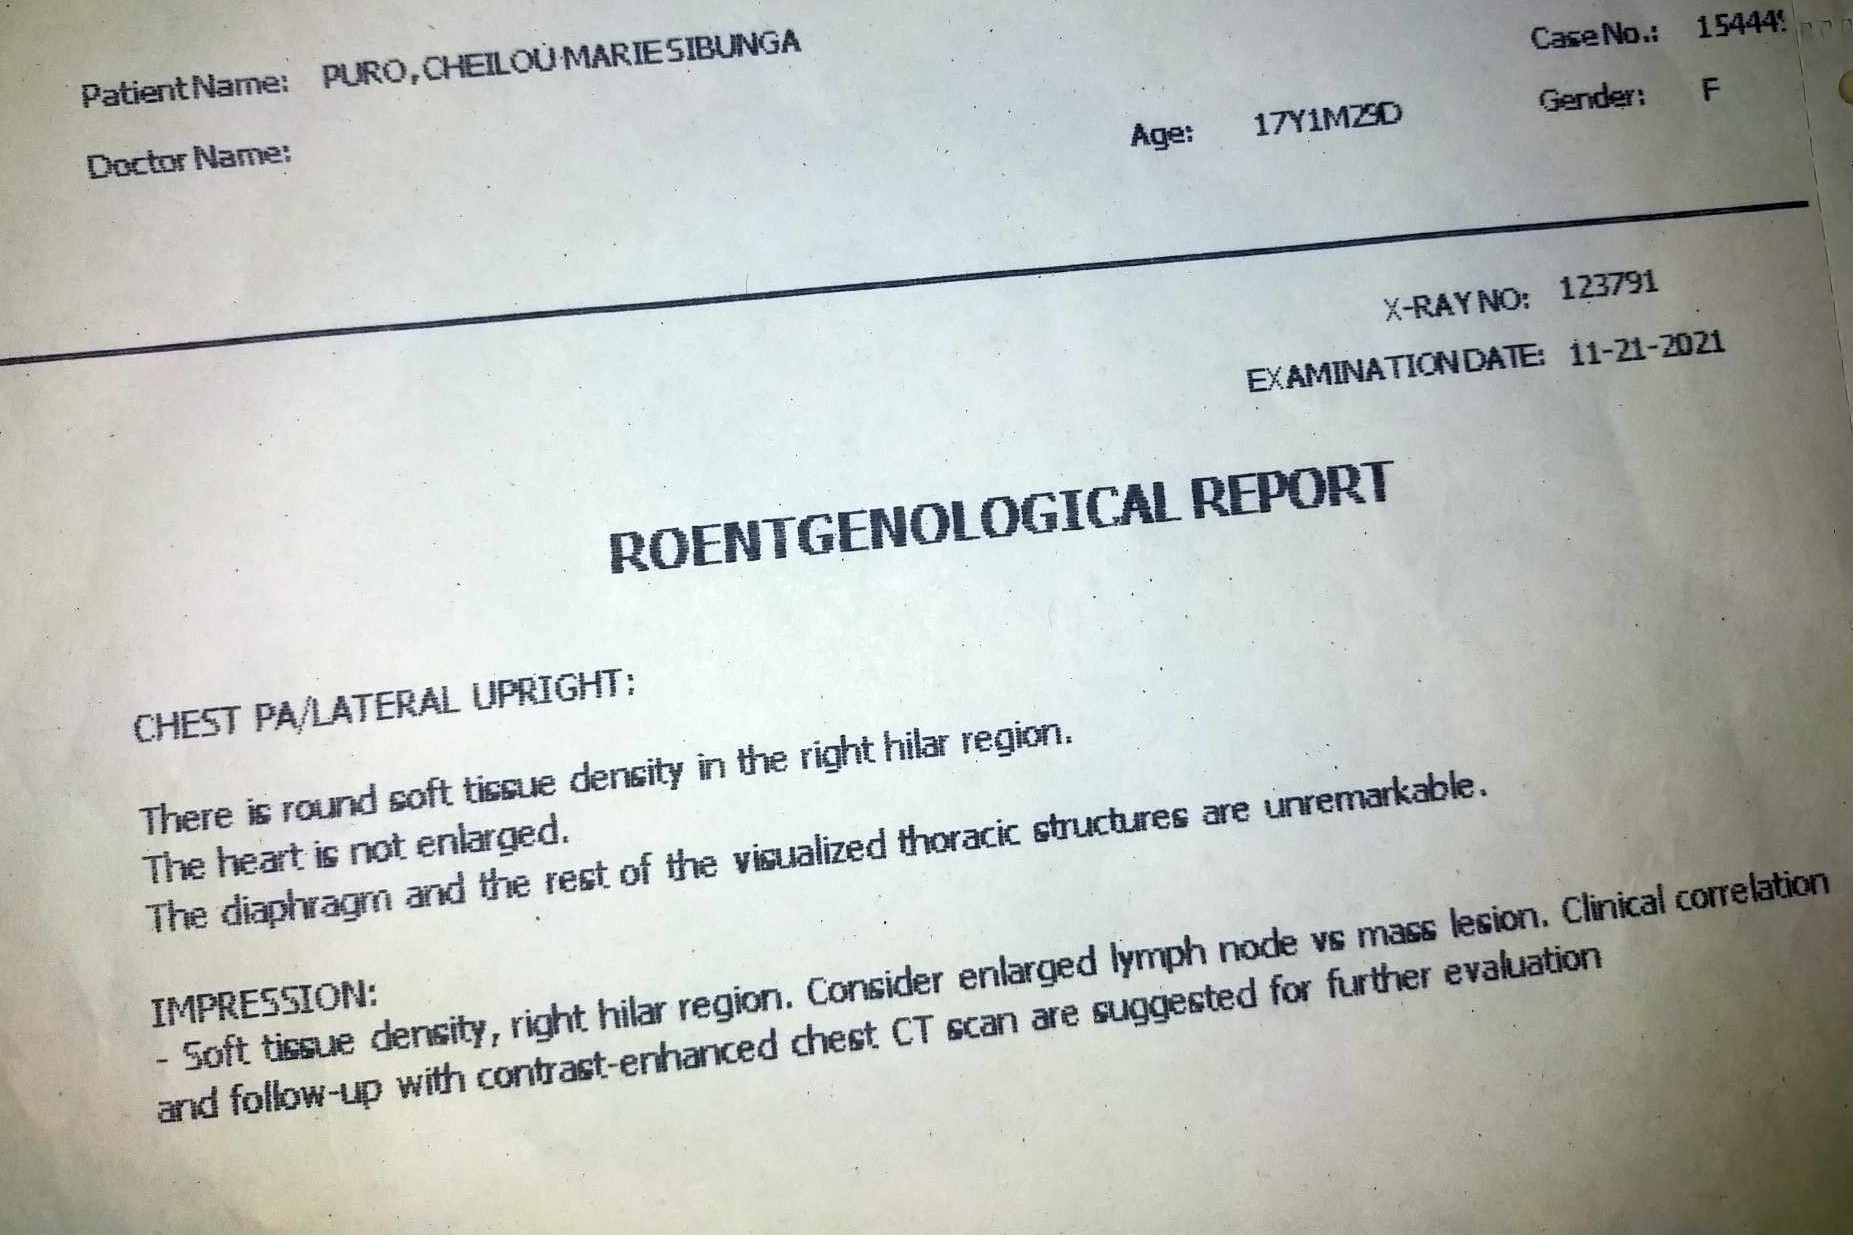 Patient Name: PURO, CHEILOU MARIE SIBUNGA
Case No.: 15444
Doctor Name:
Age: 17Y1M29D
Gender: F
X-RAY NO: 123791
EXAMINATION DATE: 11-21-2021
ROENTGENOLOGICAL REPORT
CHEST PA/LATERAL UPRIGHT:
There is round soft tissue density in the right hilar region.
The heart is not enlarged.
The diaphragm and the rest of the visualized thoracic structures are unremarkable.
IMPRESSION:
- Soft tissue density, right hilar region. Consider enlarged lymph node vs mass lesion. Clinical correlation
and follow-up with contrast-enhanced chest CT scan are suggested for further evaluation